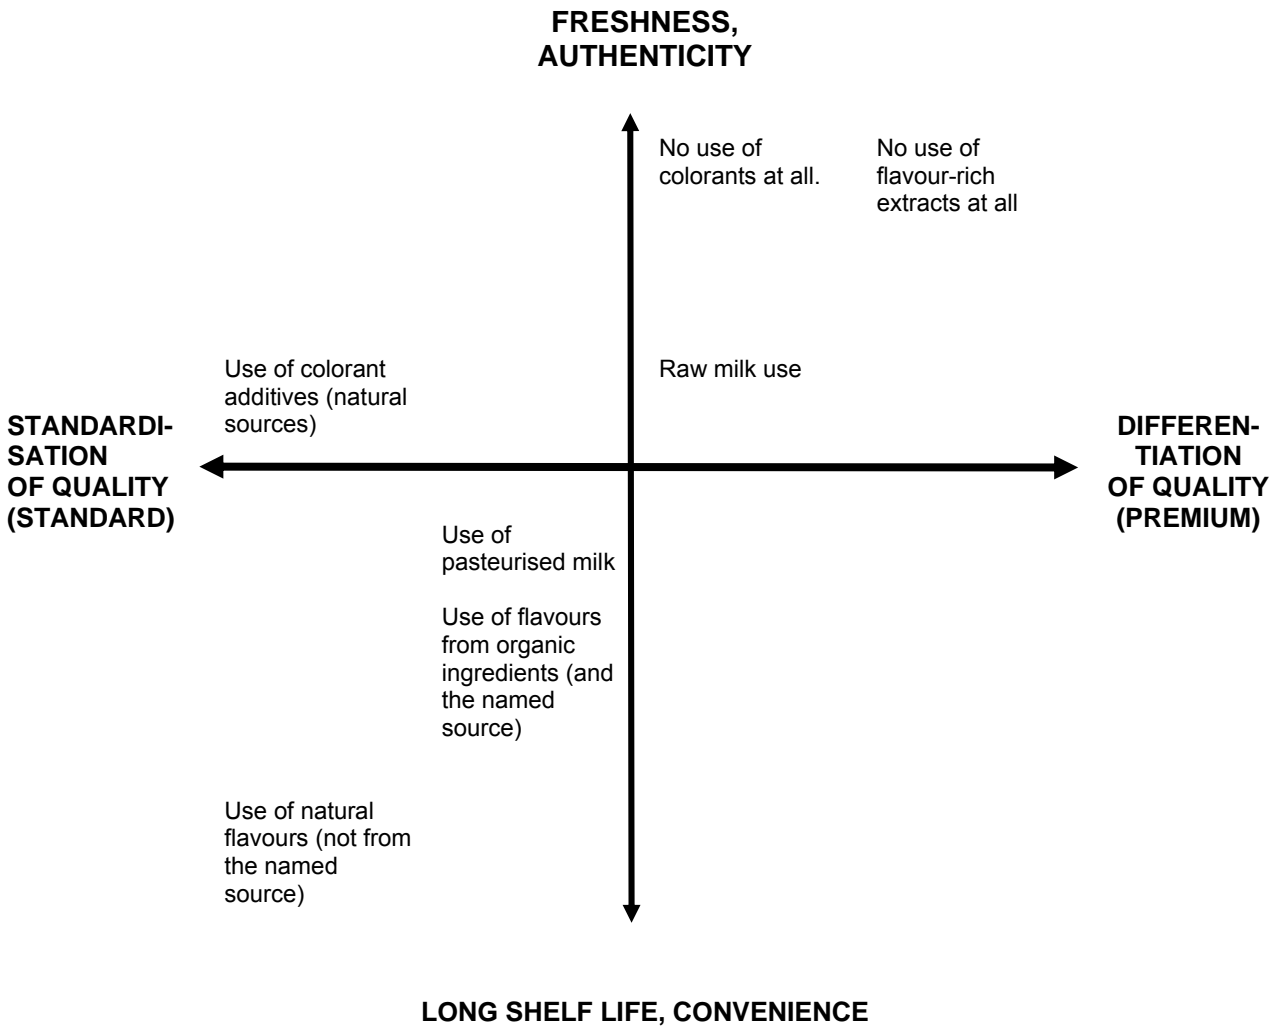 FRESHNESS,
AUTHENTICITY
No use of
colorants at all.
No use of
flavour-rich
extracts at all
Use of colorant
additives (natural
sources)
Raw milk use
STANDARDI-
SATION
OF QUALITY
(STANDARD)
DIFFEREN-
TIATION
OF QUALITY
(PREMIUM)
Use of
pasteurised milk
Use of flavours
from organic
ingredients (and
the named
source)
Use of natural
flavours (not from
the named
source)
LONG SHELF LIFE, CONVENIENCE